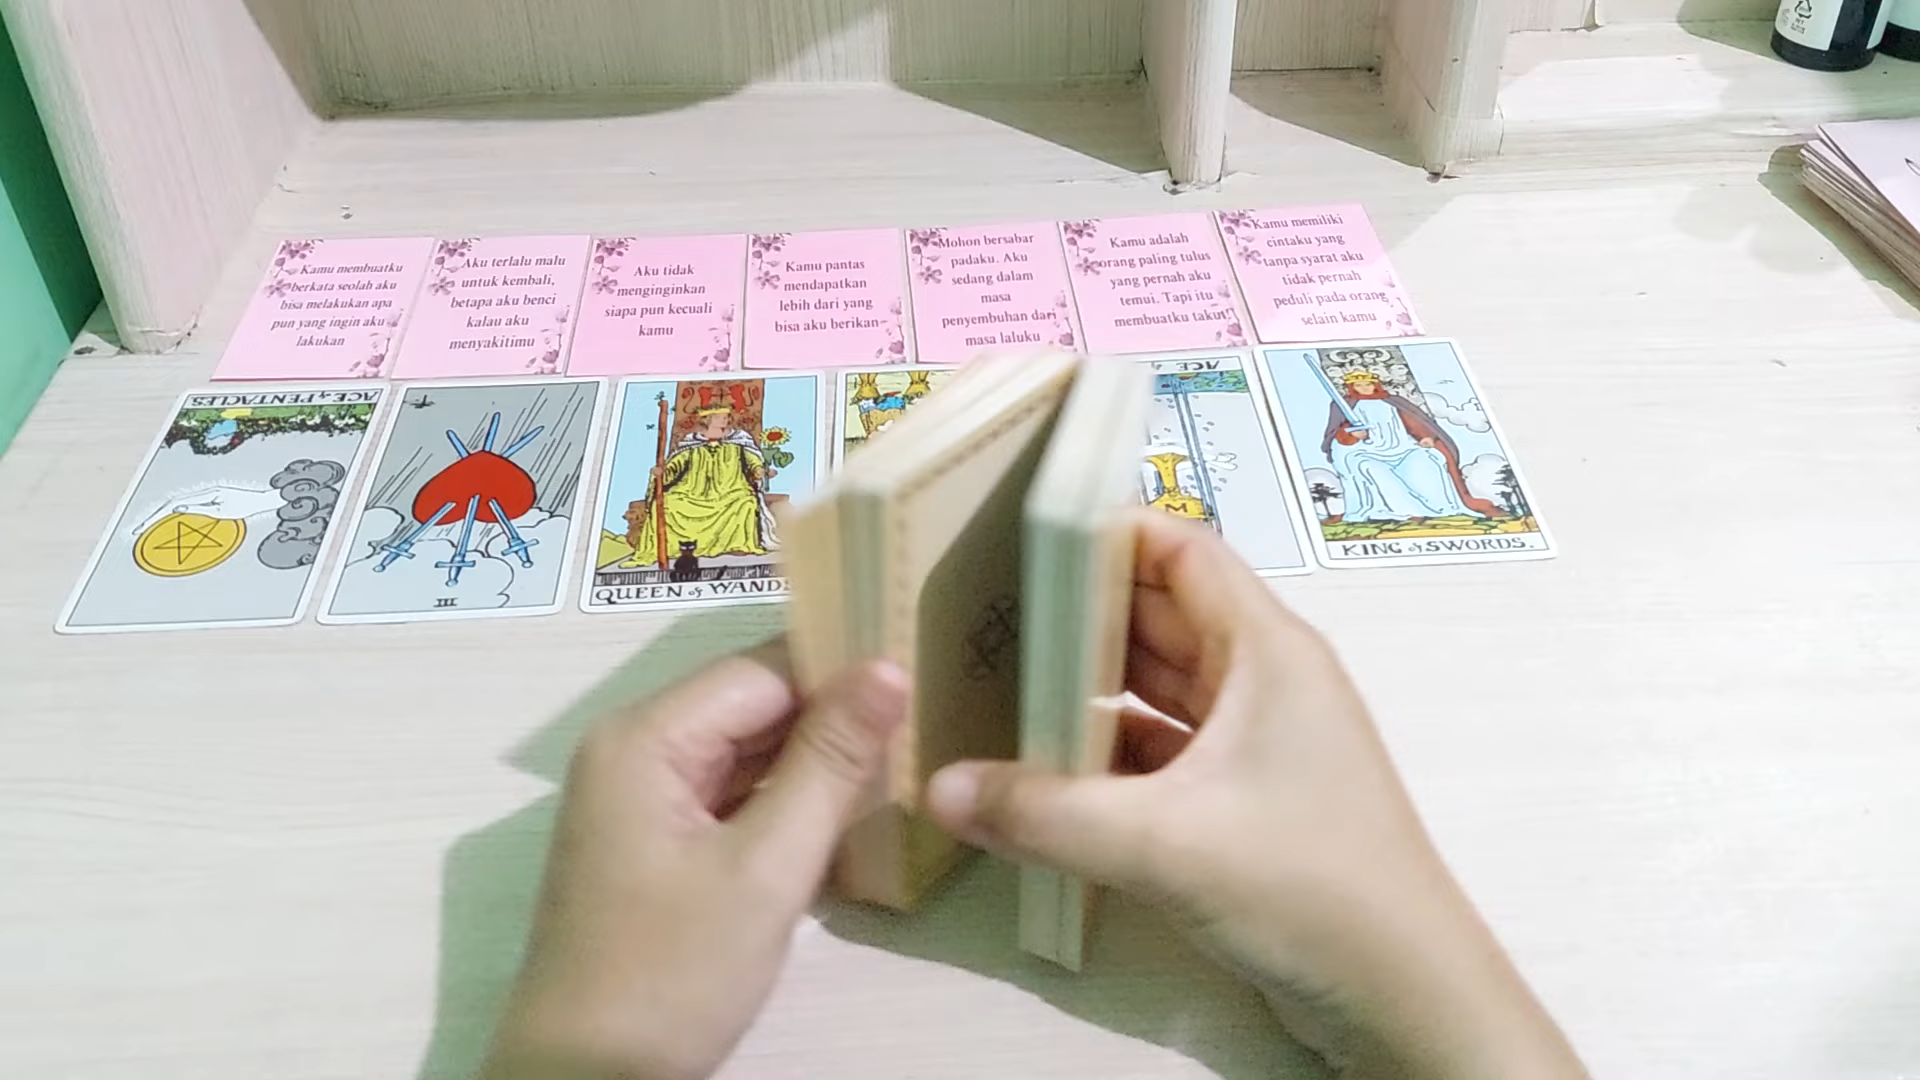 Kamu membuatku
berkata seolah aku
bisa melakukan apa
pun yang ingin aku
lakukan
Aku terlalu malu
untuk kembali,
betapa aku benci
kalau aku
menyakitimu
Aku tidak
menginginkan
siapa pun kecuali
kamu
Kamu pantas
mendapatkan
lebih dari yang
bisa aku berikan
Mohon bersabar
padaku. Aku
sedang dalam
masa
penyembuhan dari
masa laluku
Kamu adalah
orang paling tulus
yang pernah aku
temui. Tapi itu
membuatku takut
Kamu memiliki
cintaku yang
tanpa syarat aku
tidak pernah
peduli pada orang
selain kamu
ACE of PENTACLES
III
QUEEN of WANDS
ACE
M
KING of SWORDS.